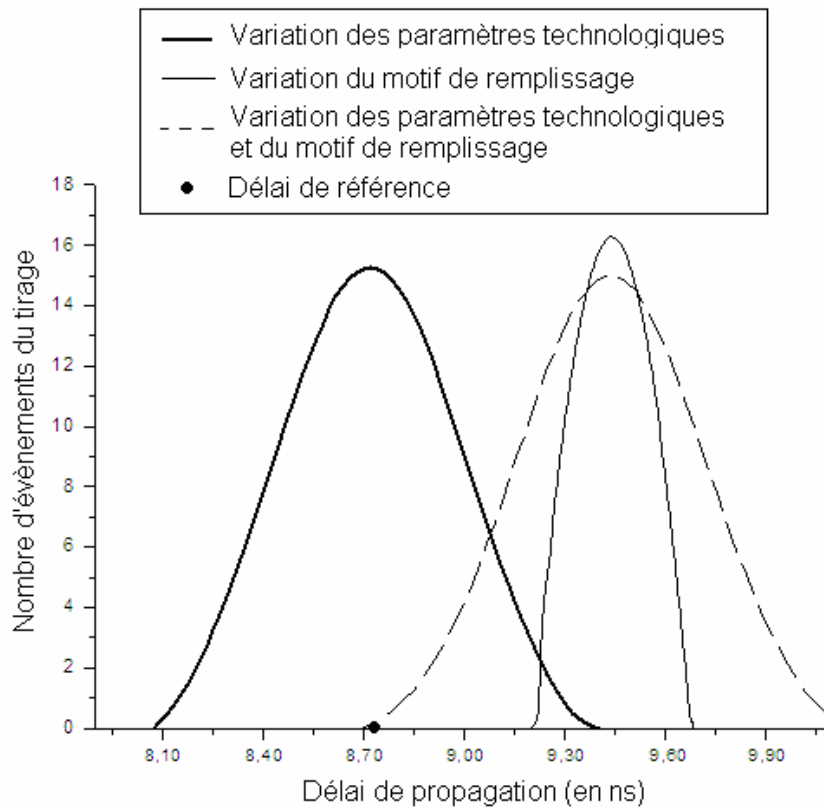 Variation des paramètres technologiques
Variation du motif de remplissage
Variation des paramètres technologiques
et du motif de remplissage
Délai de référence
Nombre d'évènements du tirage
18
16
14
12
10
8
6
4
2
0
8,10
8,40
8,70
9,00
9,30
9,60
9,90
Délai de propagation (en ns)